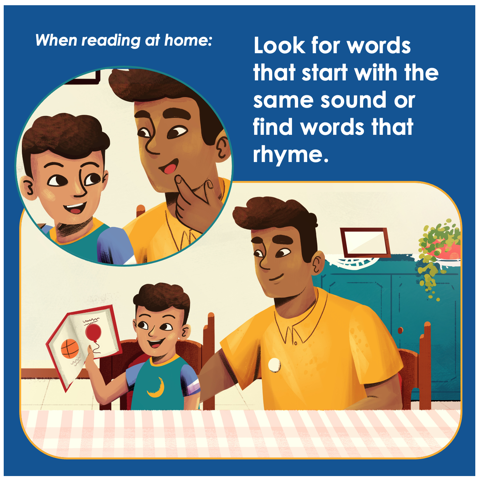 When reading at home:
Look for words
that start with the
same sound or
find words that
rhyme.